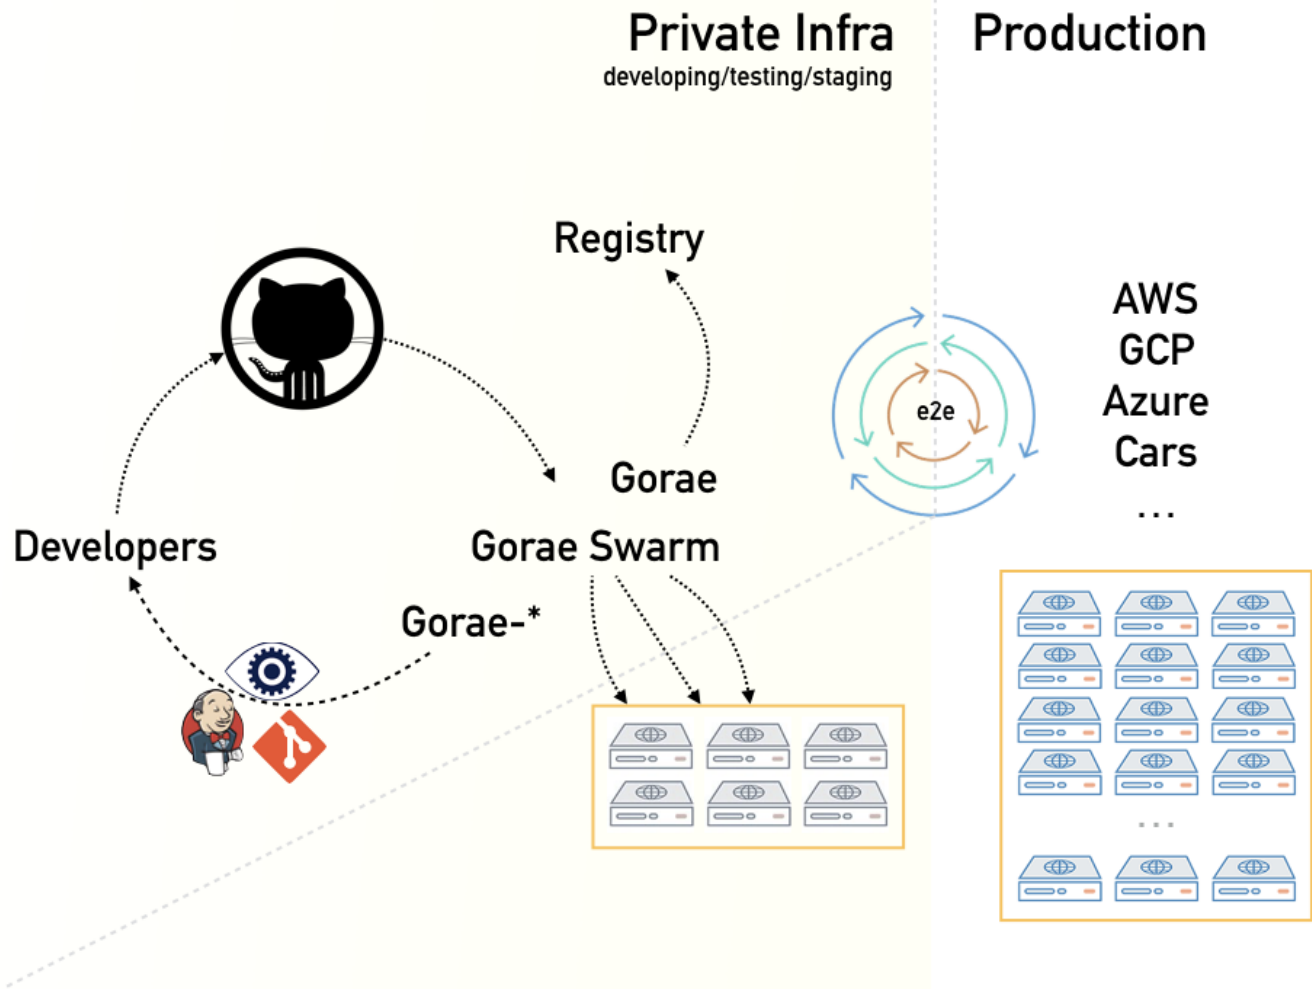 Private Infra
developing/testing/staging
Production
Registry
AWS
GCP
Azure
Cars
...
e2e
Gorae
Developers
Gorae Swarm
Gorae-*
...